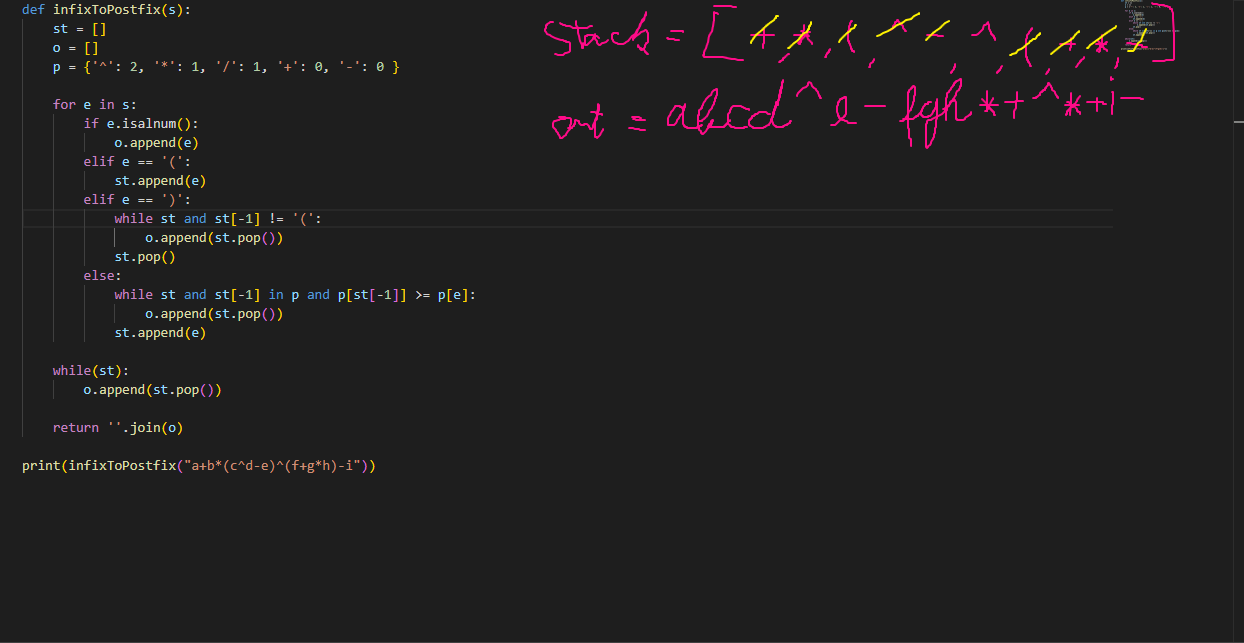 def infixToPostfix(s):
    st = []
    o = []
    p = {'^': 2, '*': 1, '/': 1, '+': 0, '-': 0 }
    for e in s:
        if e.isalnum():
            o.append(e)
        elif e == '(':
            st.append(e)
        elif e == ')':
            while st and st[-1] != '(':
                o.append(st.pop())
            st.pop()
        else:
            while st and st[-1] in p and p[st[-1]] >= p[e]:
                o.append(st.pop())
            st.append(e)
    while(st):
        o.append(st.pop())
    return ''.join(o)
print(infixToPostfix("a+b*(c^d-e)^(f+g*h)-i"))
Stack = [ +, *, (, ^, -, ^, (, +, *, - ]
out = abcd^e-fgh*+^*+i-